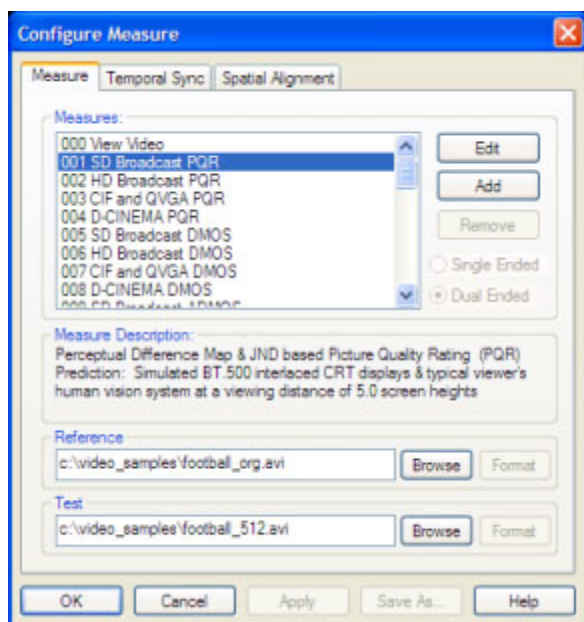 Configure Measure
Measure Temporal Sync Spatial Alignment
Measures:
000 View Video
001 SD Broadcast PQR
002 HD Broadcast PQR
003 CIF and QVGA PQR
004 D-CINEMA PQR
005 SD Broadcast DMOS
006 HD Broadcast DMOS
007 CIF and QVGA DMOS
008 D-CINEMA DMOS
009 SD Broadcast ADMOS
Edit
Add
Remove
Single Ended
Dual Ended
Measure Description:
Perceptual Difference Map & JND based Picture Quality Rating (PQR)
Prediction: Simulated BT.500 interlaced CRT displays & typical viewer's
human vision system at a viewing distance of 5.0 screen heights
Reference
c:\video_samples\football_org.avi Browse Format
Test
c:\video_samples\football_512.avi Browse Format
OK Cancel Apply Save As... Help